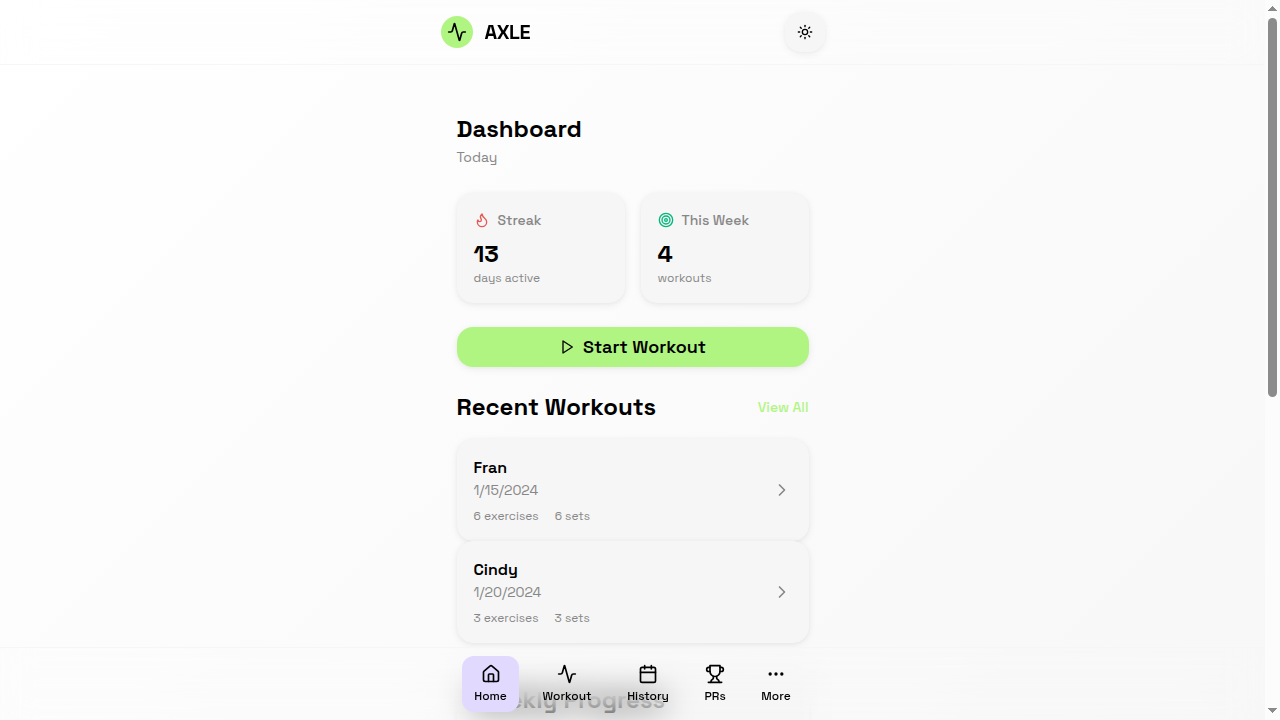 AXLE
Dashboard
Today
Streak
13
days active
This Week
4
workouts
Start Workout
Recent Workouts
View All
Fran
1/15/2024
6 exercises 6 sets
Cindy
1/20/2024
3 exercises 3 sets
Progress
Home
Workout
History
PRs
More